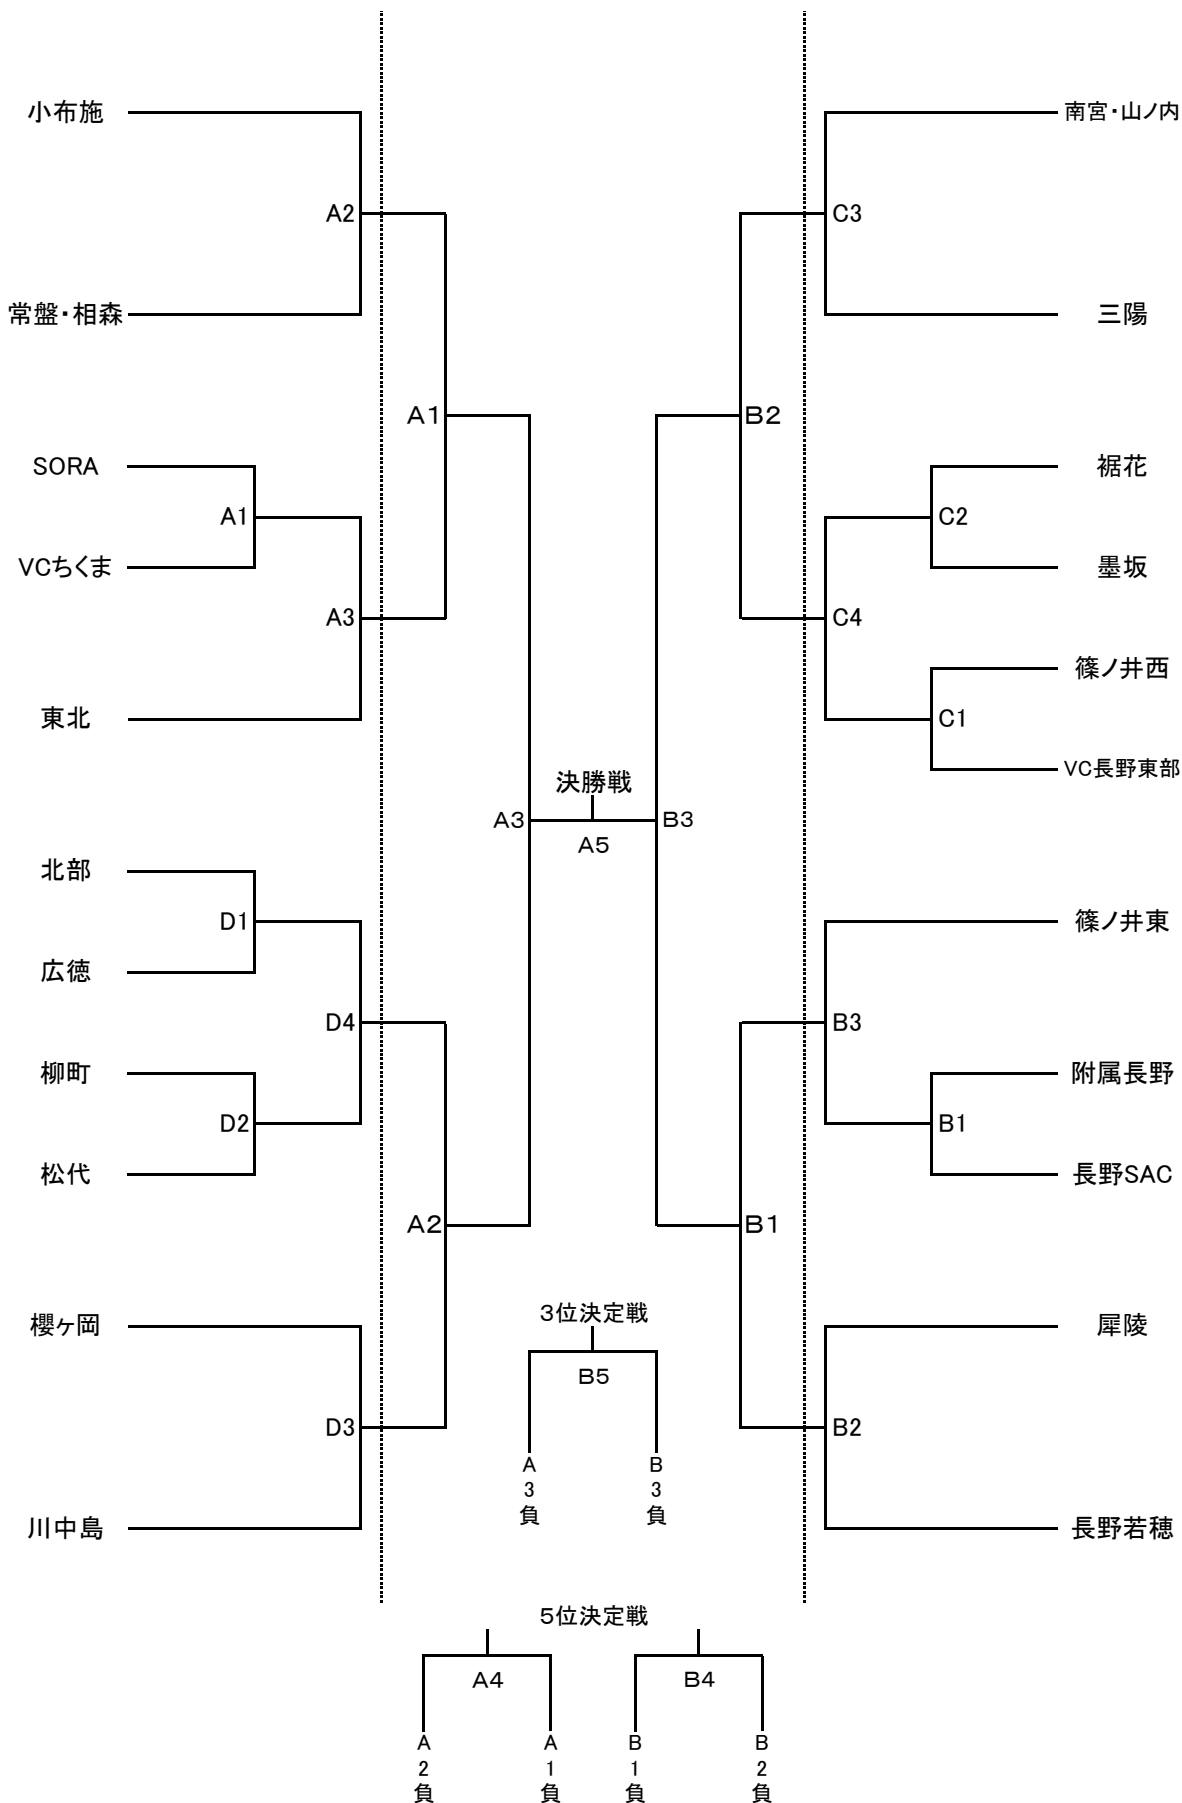 小布施
南宮・山ノ内
A2
C3
常盤・相森
三陽
A1
B2
SORA
裾花
A1
C2
VCちくま
墨坂
A3
C4
篠ノ井西
東北
C1
VC長野東部
決勝戦
A3
B3
A5
北部
D1
篠ノ井東
広徳
D4
B3
柳町
附属長野
D2
B1
松代
長野SAC
A2
B1
3位決定戦
櫻ヶ岡
犀陵
B5
D3
B2
A3負
B3負
川中島
長野若穂
5位決定戦
A4
B4
A2負
A1負
B1負
B2負